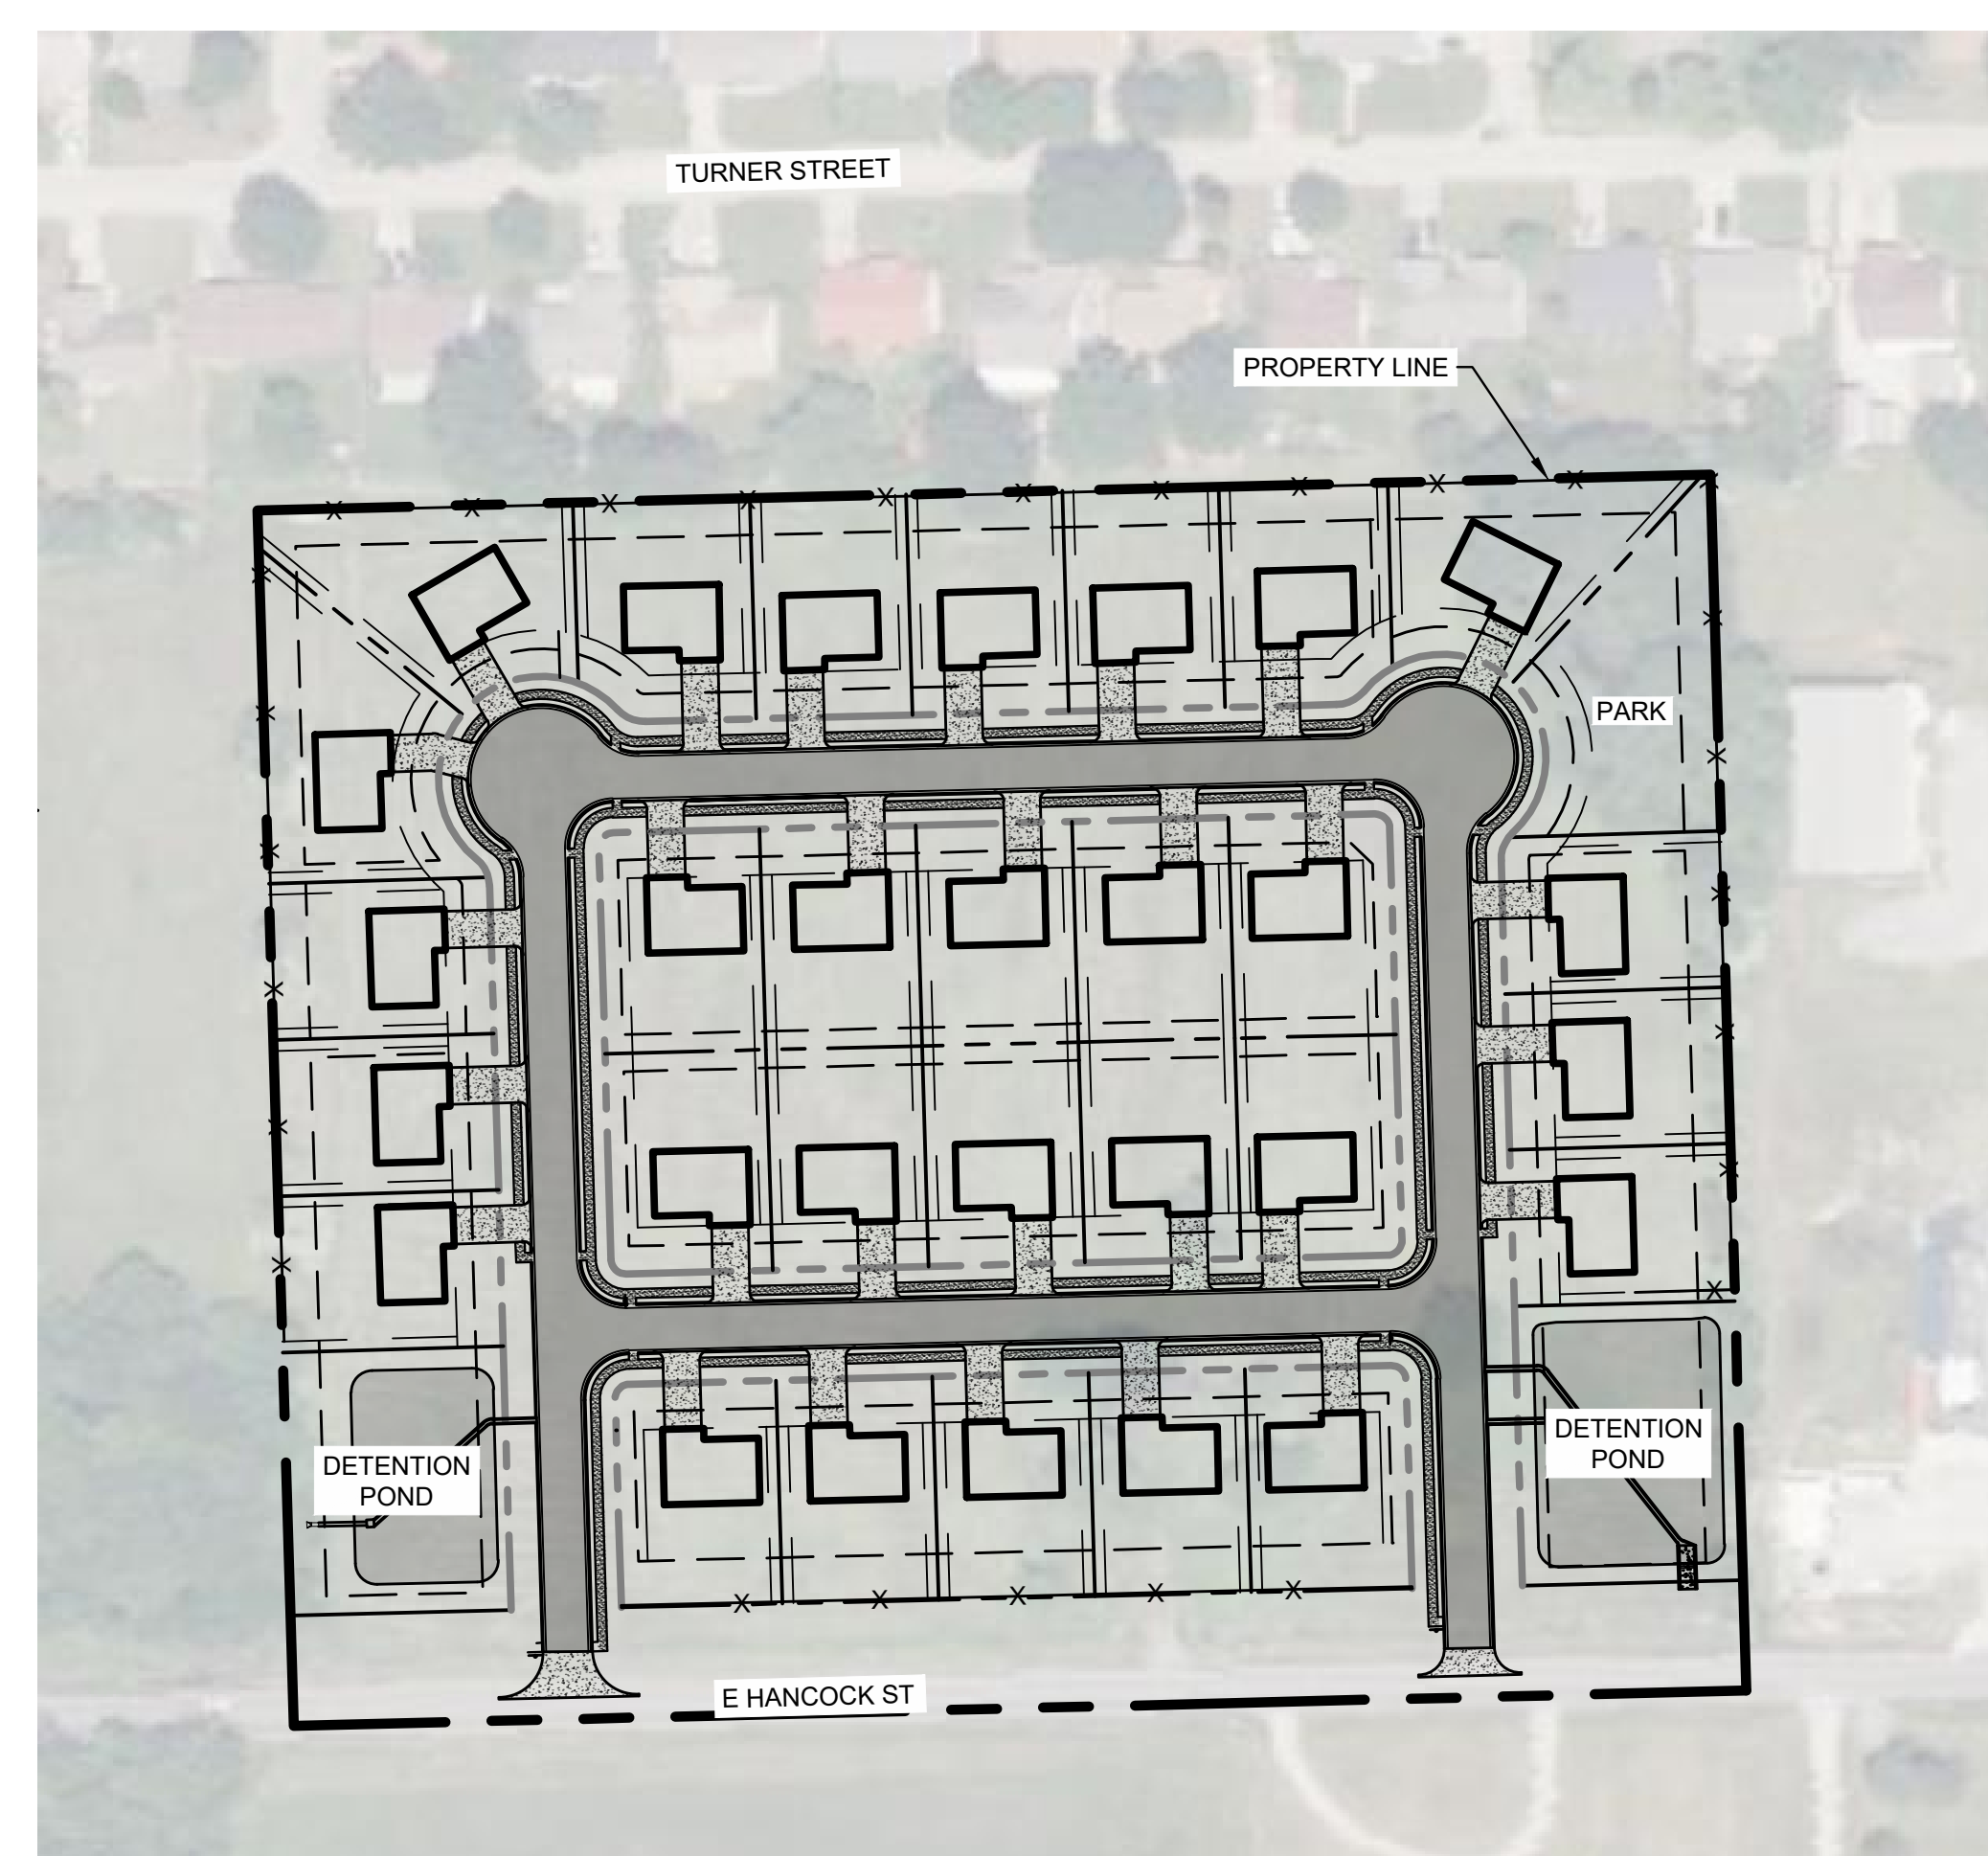 TURNER STREET
PROPERTY LINE
PARK
DETENTION
POND
DETENTION
POND
E HANCOCK ST